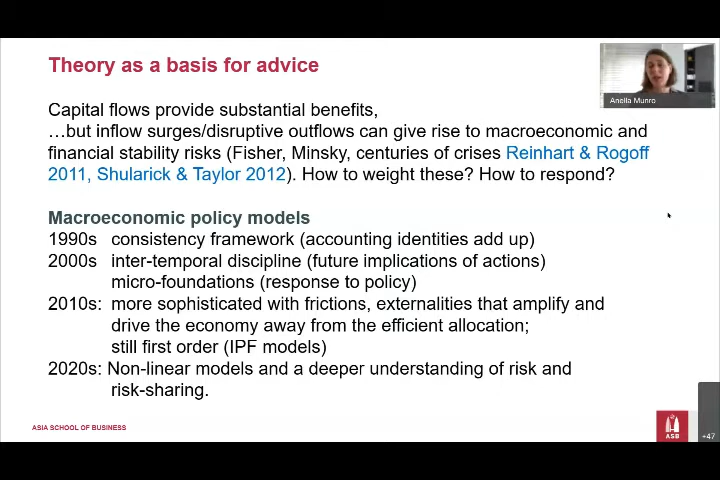 Theory as a basis for advice
Anella Munro
Capital flows provide substantial benefits,
…but inflow surges/disruptive outflows can give rise to macroeconomic and
financial stability risks (Fisher, Minsky, centuries of crises Reinhart & Rogoff
2011, Shularick & Taylor 2012). How to weight these? How to respond?
Macroeconomic policy models
1990s consistency framework (accounting identities add up)
2000s inter-temporal discipline (future implications of actions)
micro-foundations (response to policy)
2010s: more sophisticated with frictions, externalities that amplify and
drive the economy away from the efficient allocation;
still first order (IPF models)
2020s: Non-linear models and a deeper understanding of risk and
risk-sharing.
ASIA SCHOOL OF BUSINESS
ASB
+47